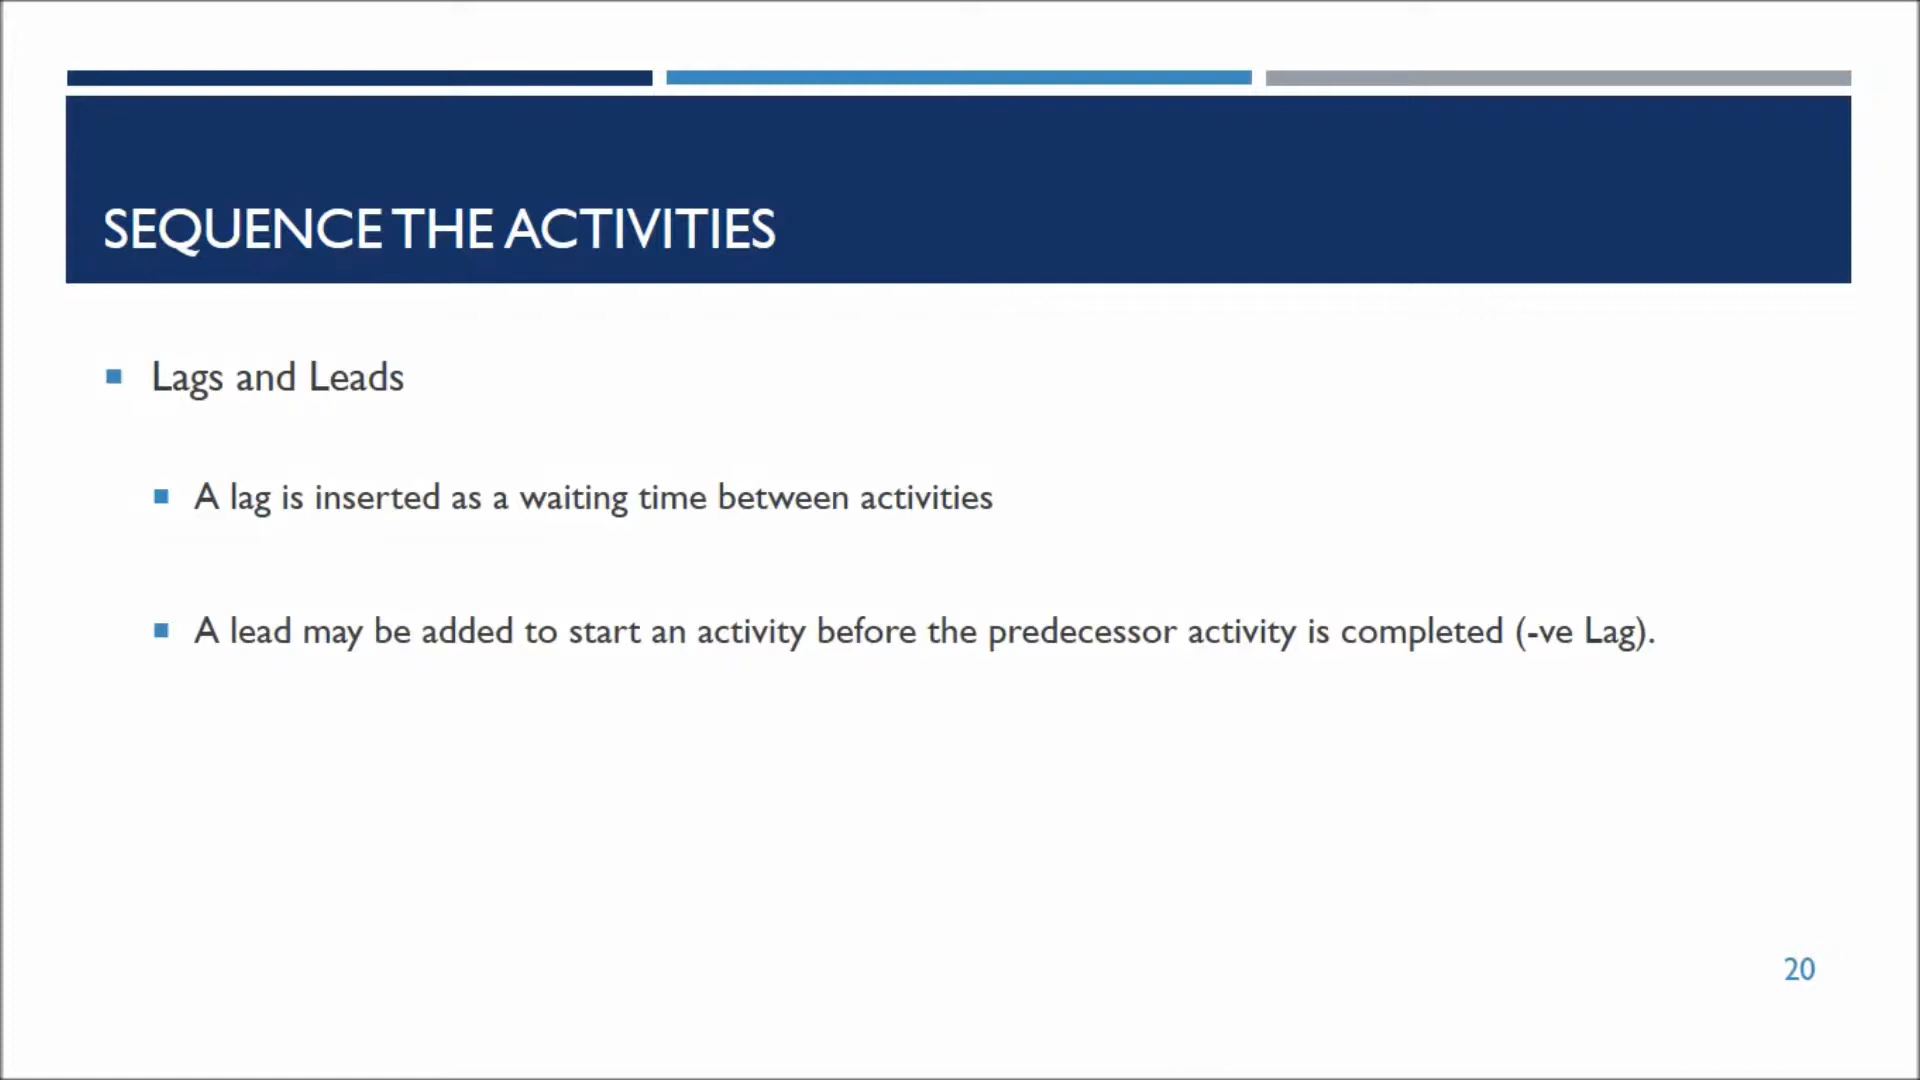 SEQUENCE THE ACTIVITIES
Lags and Leads
A lag is inserted as a waiting time between activities
A lead may be added to start an activity before the predecessor activity is completed (-ve Lag).
20